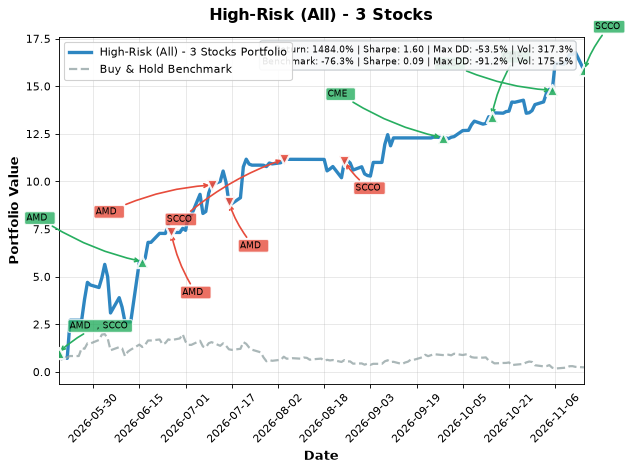 High-Risk (All) - 3 Stocks
SCCO
High-Risk (All) - 3 Stocks Portfolio
Buy & Hold Benchmark
urn: 1484.0% | Sharpe: 1.60 | Max DD: -53.5% | Vol: 317.3%
Benchmark: -76.3% | Sharpe: 0.09 | Max DD: -91.2% | Vol: 175.5%
CME
SCCO
AMD
SCCO
AMD
AMD
AMD
AMD , SCCO
Portfolio Value
17.5
15.0
12.5
10.0
7.5
5.0
2.5
0.0
2026-05-30
2026-06-15
2026-07-01
2026-07-17
2026-08-02
2026-08-18
2026-09-03
2026-09-19
2026-10-05
2026-10-21
2026-11-06
Date